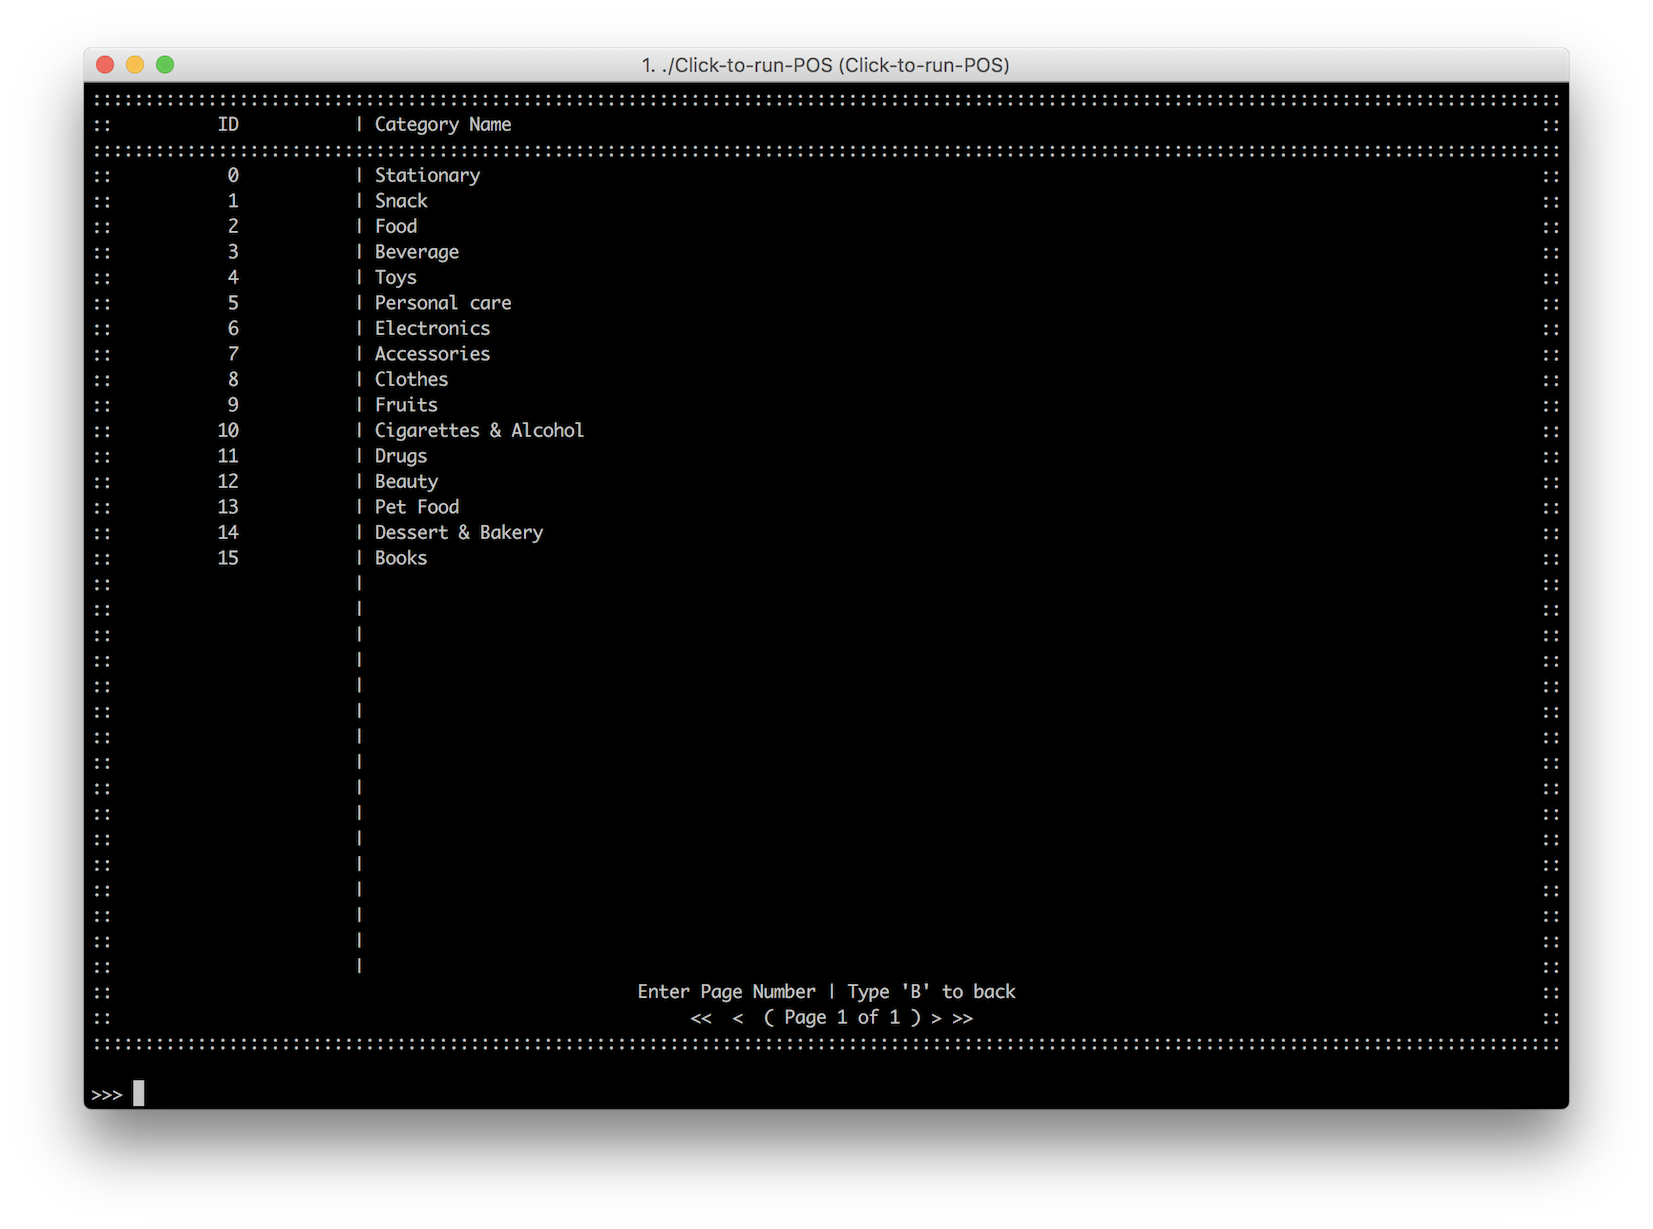 1. ./Click-to-run-POS (Click-to-run-POS)
:: ID | Category Name ::
:: 0 | Stationary ::
:: 1 | Snack ::
:: 2 | Food ::
:: 3 | Beverage ::
:: 4 | Toys ::
:: 5 | Personal care ::
:: 6 | Electronics ::
:: 7 | Accessories ::
:: 8 | Clothes ::
:: 9 | Fruits ::
:: 10 | Cigarettes & Alcohol ::
:: 11 | Drugs ::
:: 12 | Beauty ::
:: 13 | Pet Food ::
:: 14 | Dessert & Bakery ::
:: 15 | Books ::
:: Enter Page Number | Type 'B' to back ::
:: << < ( Page 1 of 1 ) > >> ::
>>>